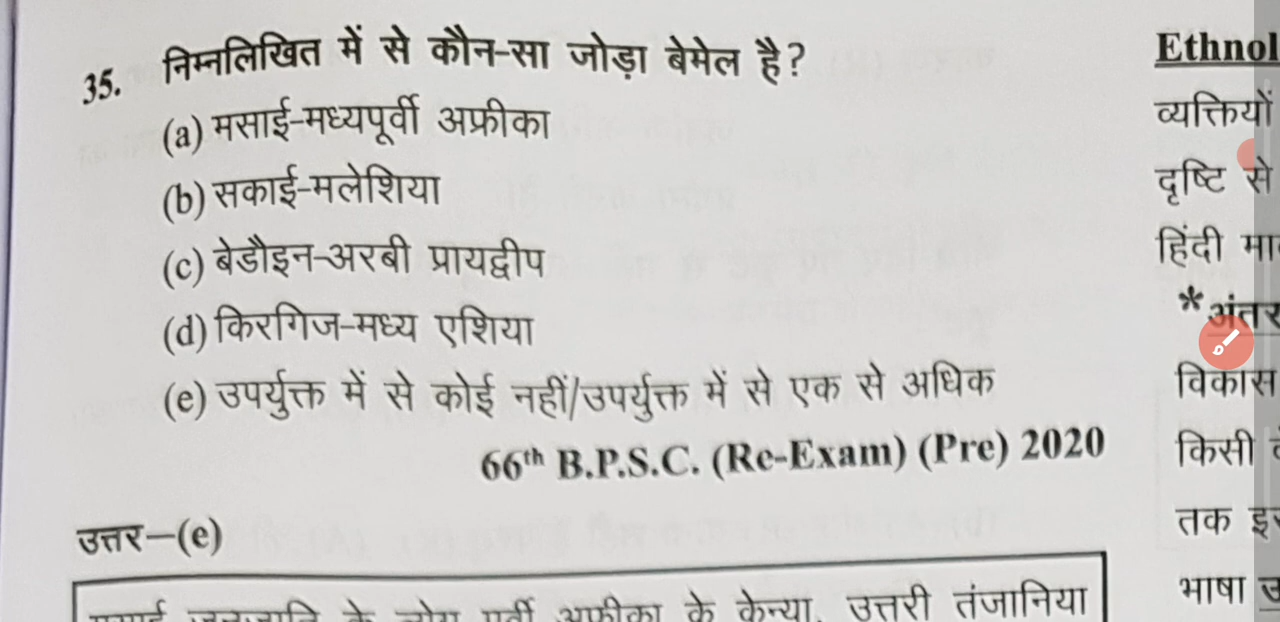 35. निम्नलिखित में से कौन-सा जोड़ा बेमेल है?
(a) मसाई-मध्यपूर्वी अफ्रीका
(b) सकाई-मलेशिया
(c) बेडौइन-अरबी प्रायद्वीप
(d) किरगिज-मध्य एशिया
(e) उपर्युक्त में से कोई नहीं/उपर्युक्त में से एक से अधिक
66th B.P.S.C. (Re-Exam) (Pre) 2020
उत्तर—(e)
के केन्या, उत्तरी तंजानिया
Ethnol
व्यक्तियों
दृष्टि से
हिंदी
*अंतर
विकास
किसी
तक
भाषा